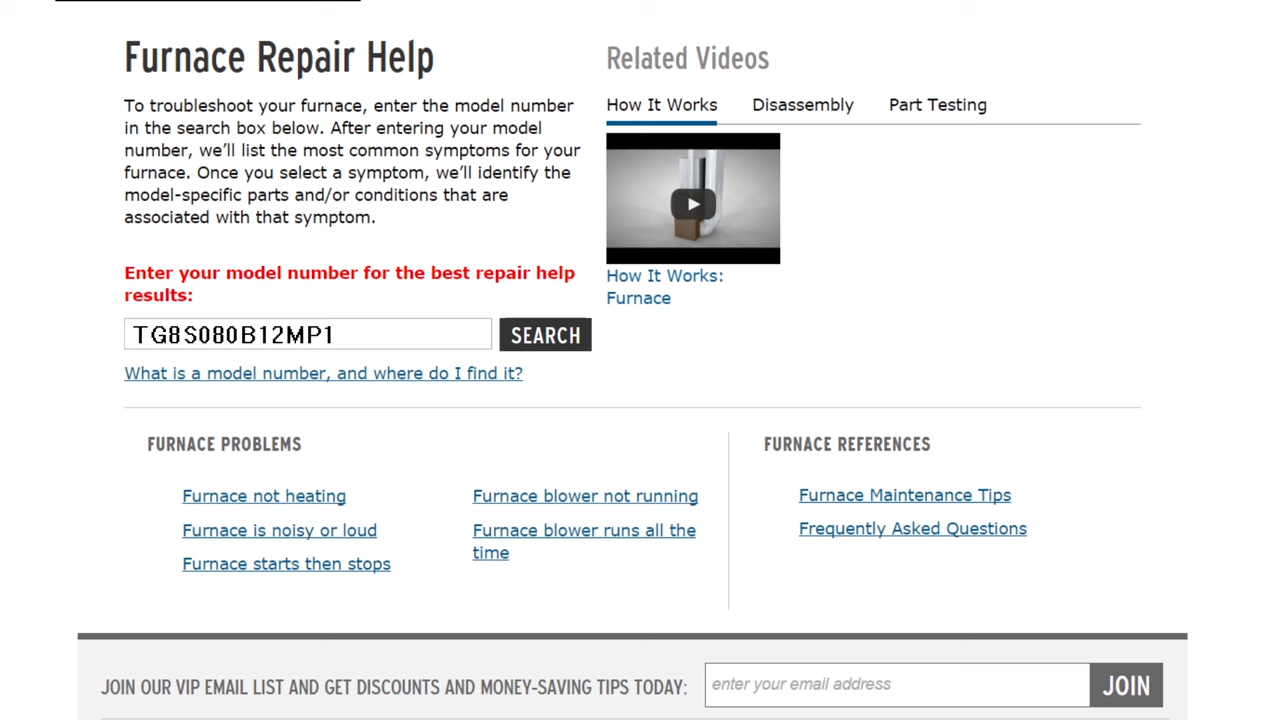 Furnace Repair Help
To troubleshoot your furnace, enter the model number
in the search box below. After entering your model
number, we'll list the most common symptoms for your
furnace. Once you select a symptom, we'll identify the
model-specific parts and/or conditions that are
associated with that symptom.
Enter your model number for the best repair help
results:
TG8S080B12MP1
SEARCH
What is a model number, and where do I find it?
Related Videos
How It Works Disassembly Part Testing
How It Works:
Furnace
FURNACE PROBLEMS
Furnace not heating
Furnace is noisy or loud
Furnace starts then stops
Furnace blower not running
Furnace blower runs all the
time
FURNACE REFERENCES
Furnace Maintenance Tips
Frequently Asked Questions
JOIN OUR VIP EMAIL LIST AND GET DISCOUNTS AND MONEY-SAVING TIPS TODAY:
enter your email address
JOIN